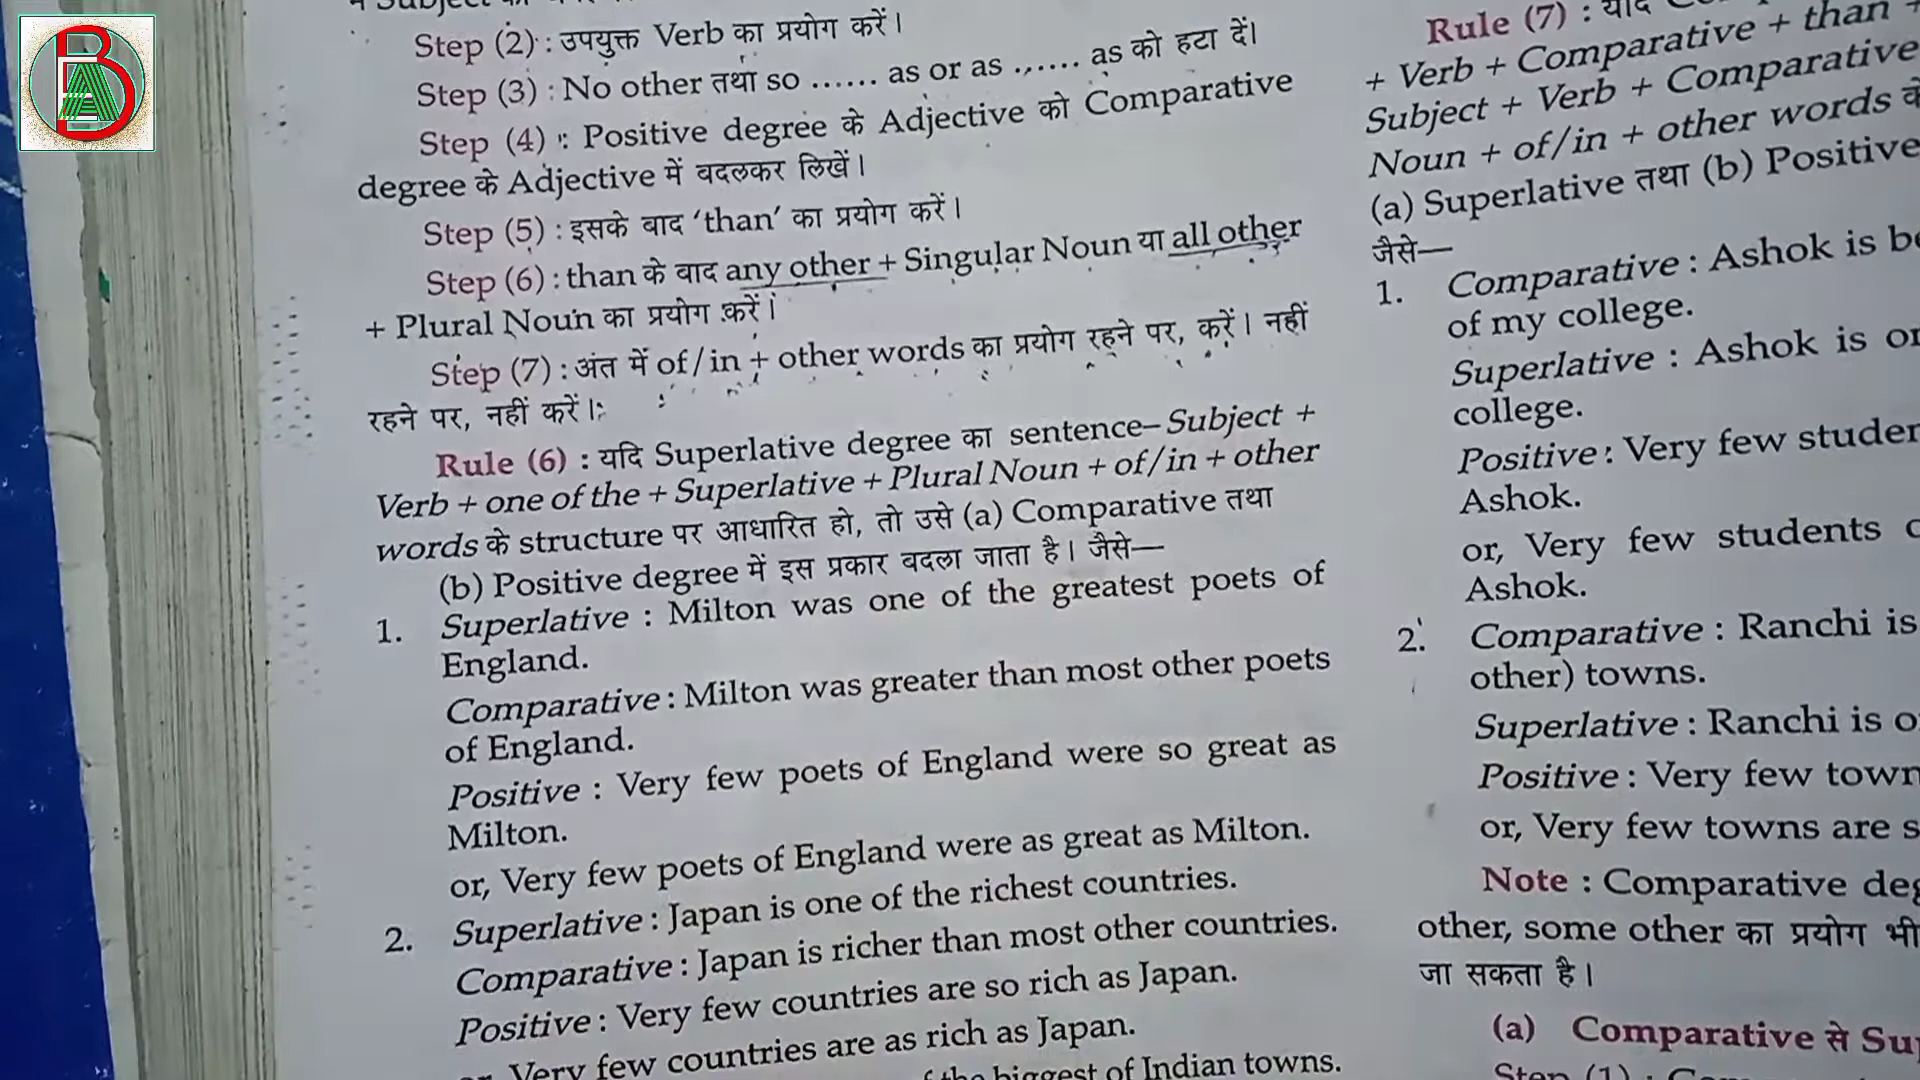 Step (2) : उपयुक्त Verb का प्रयोग करें।
Step (3) : No other तथा so ...... as or as ...... as को हटा दें।
Step (4) : Positive degree के Adjective को Comparative
degree के Adjective में बदलकर लिखें।
Step (5) : इसके बाद ‘than’ का प्रयोग करें।
Step (6) : than के बाद any other + Singular Noun या all other
+ Plural Noun का प्रयोग करें।
Step (7) : अंत में of/in + other words का प्रयोग रहने पर, करें। नहीं
रहने पर, नहीं करें।
Rule (6) : यदि Superlative degree का sentence–Subject +
Verb + one of the + Superlative + Plural Noun + of/in + other
words के structure पर आधारित हो, तो उसे (a) Comparative तथा
(b) Positive degree में इस प्रकार बदला जाता है। जैसे—
1. Superlative : Milton was one of the greatest poets of
England.
Comparative : Milton was greater than most other poets
of England.
Positive : Very few poets of England were so great as
Milton.
or, Very few poets of England were as great as Milton.
2. Superlative : Japan is one of the richest countries.
Comparative : Japan is richer than most other countries.
Positive : Very few countries are so rich as Japan.
Very few countries are as rich as Japan.
the biggest of Indian towns.
Rule (7) : यदि
+ Verb + Comparative + than +
Subject + Verb + Comparative
Noun + of/in + other words के
(a) Superlative तथा (b) Positive
जैसे—
1. Comparative : Ashok is
of my college.
Superlative : Ashok is
college.
Positive : Very few
Ashok.
or, Very few students
Ashok.
2. Comparative : Ranchi is
other) towns.
Superlative : Ranchi is
Positive : Very few
or, Very few towns are
Note : Comparative
other, some other का प्रयोग भी
जा सकता है।
(a) Comparative से
Step (1) :